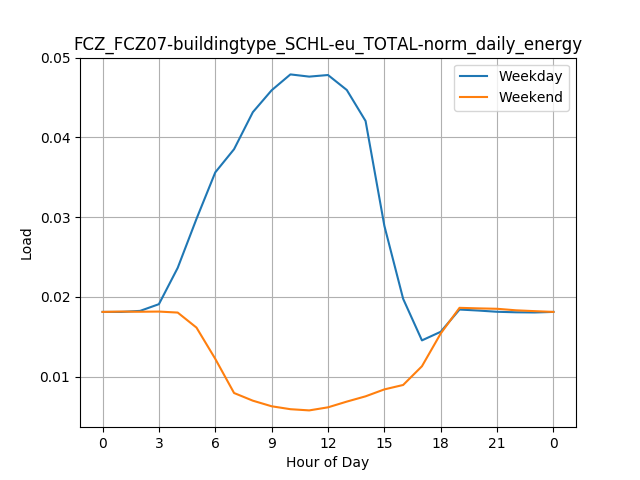 FCZ_FCZ07-buildingtype_SCHL-eu_TOTAL-norm_daily_energy
0.05
Weekday
Weekend
0.04
0.03
Load
0.02
0.01
0 3 6 9 12 15 18 21 0
Hour of Day